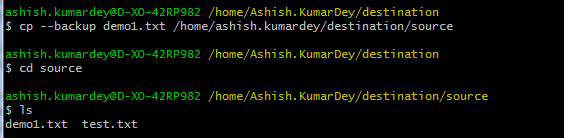 ashish.kumardey@D-XO-42RP982 /home/Ashish.KumarDey/destination
$ cp --backup demo1.txt /home/ashish.kumardey/destination/source
ashish.kumardey@D-XO-42RP982 /home/Ashish.KumarDey/destination
$ cd source
ashish.kumardey@D-XO-42RP982 /home/Ashish.KumarDey/destination/source
$ ls
demo1.txt  test.txt